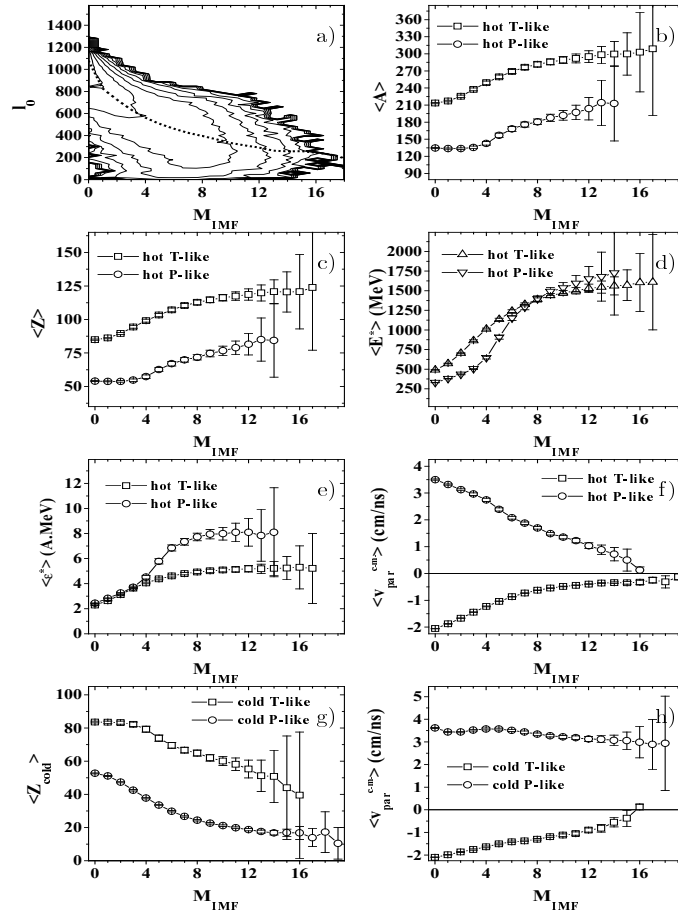 a)
1400
1200
1000
800
600
400
200
0
l0
0 4 8 12 16
MIMF
b)
hot T-like
hot P-like
390
360
330
300
270
240
210
180
150
120
90
<A>
0 4 8 12 16
MIMF
c)
hot T-like
hot P-like
125
100
75
50
<Z>
0 4 8 12 16
MIMF
d)
hot T-like
hot P-like
2000
1750
1500
1250
1000
750
500
250
<E*> (MeV)
0 4 8 12 16
MIMF
e)
hot T-like
hot P-like
12
10
8
6
4
2
0
<ε*> (A.MeV)
0 4 8 12 16
MIMF
f)
hot T-like
hot P-like
4
3
2
1
0
-1
-2
<vparc-m> (cm/ns)
0 4 8 12 16
MIMF
g)
cold T-like
cold P-like
100
80
60
40
20
0
<Zcold>
0 4 8 12 16
MIMF
h)
cold T-like
cold P-like
5
4
3
2
1
0
-1
-2
<vparc-m> (cm/ns)
0 4 8 12 16
MIMF